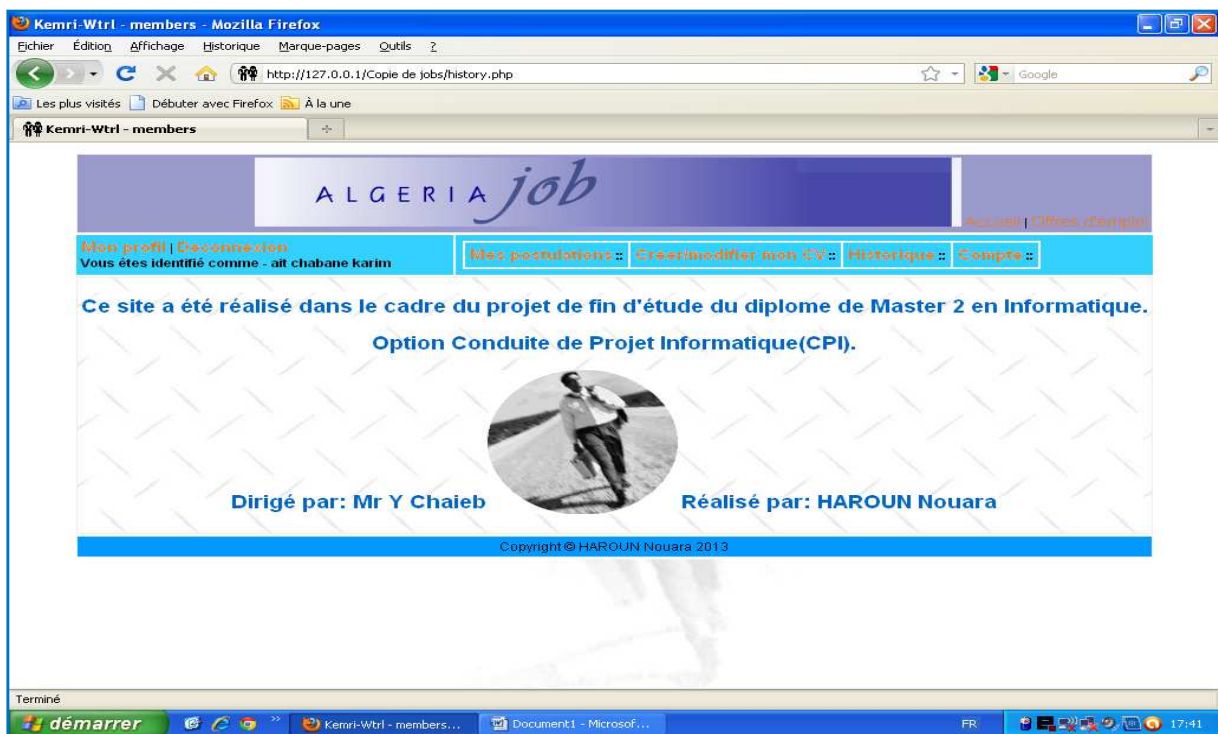 Kemri-Wtrl - members - Mozilla Firefox
Fichier Édition Affichage Historique Marque-pages Outils ?
http://127.0.0.1/Copie de jobs/history.php
Google
Les plus visités Débuter avec Firefox À la une
Kemri-Wtrl - members
ALGERIA job
Accueil | Offres d'emploi
Mon profil | Deconnexion
Vous êtes identifié comme - ait chabane karim
Mes postulations :: Creer/modifier mon CV :: Historique :: Compte ::
Ce site a été réalisé dans le cadre du projet de fin d'étude du diplome de Master 2 en Informatique.
Option Conduite de Projet Informatique(CPI).
Dirigé par: Mr Y Chaieb Réalisé par: HAROUN Nouara
Copyright © HAROUN Nouara 2013
Terminé
démarrer Kemri-Wtrl - members... Document1 - Microsof... FR 17:41